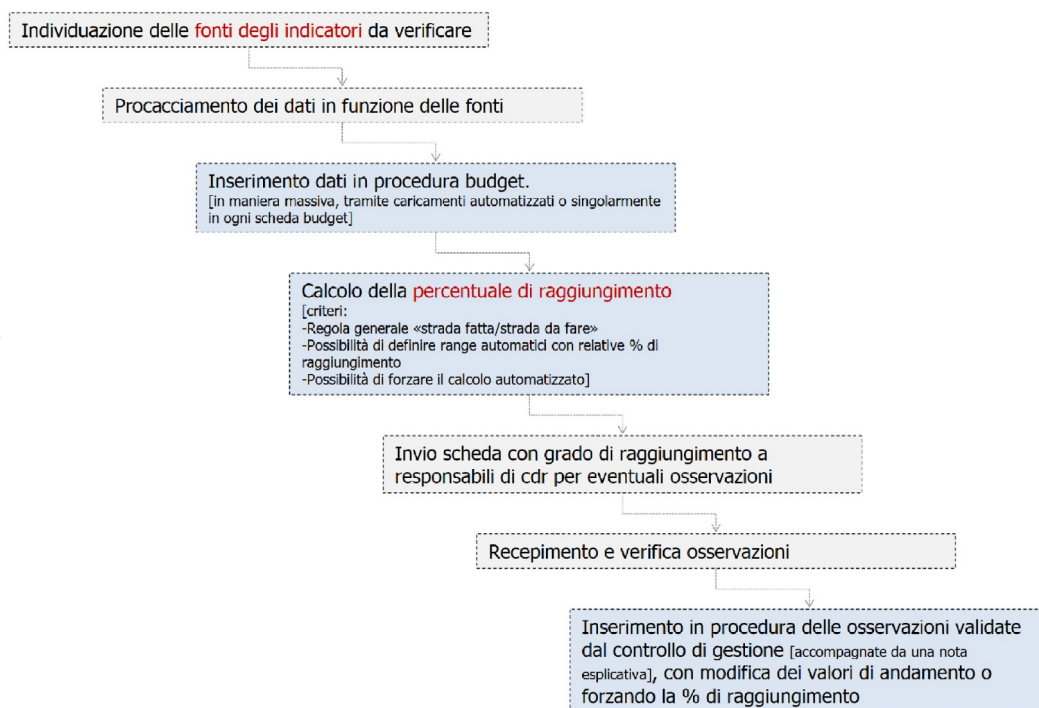 Individuazione delle fonti degli indicatori da verificare
Procacciamento dei dati in funzione delle fonti
Inserimento dati in procedura budget.
[in maniera massiva, tramite caricamenti automatizzati o singolarmente
in ogni scheda budget]
Calcolo della percentuale di raggiungimento
[criteri:
-Regola generale «strada fatta/strada da fare»
-Possibilità di definire range automatici con relative % di
raggiungimento
-Possibilità di forzare il calcolo automatizzato]
Invio scheda con grado di raggiungimento a
responsabili di cdr per eventuali osservazioni
Recepimento e verifica osservazioni
Inserimento in procedura delle osservazioni validate
dal controllo di gestione [accompagnate da una nota
esplicativa], con modifica dei valori di andamento o
forzando la % di raggiungimento